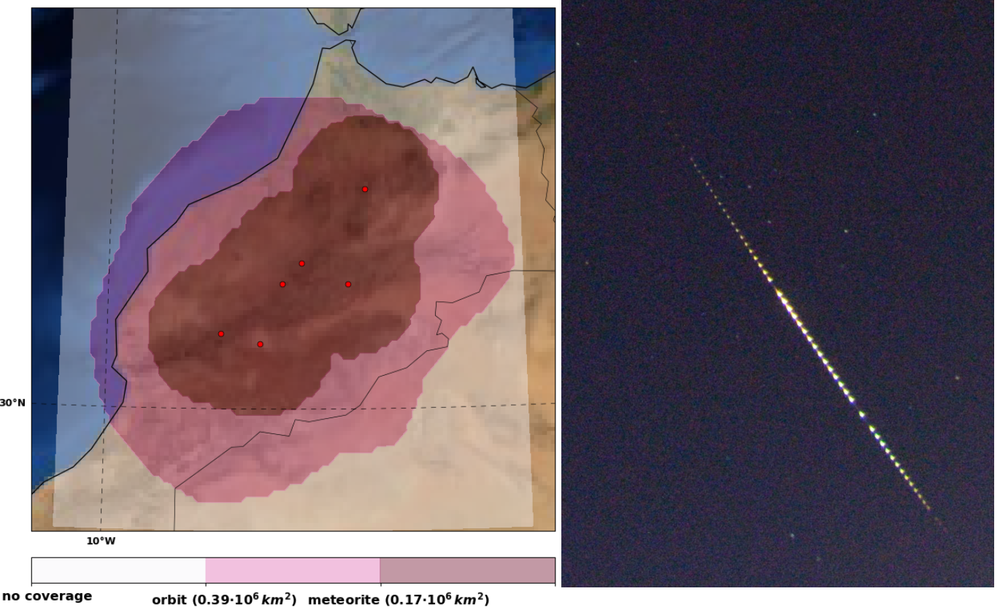 30°N
10°W
no coverage
orbit (0.39·10⁶ km²)
meteorite (0.17·10⁶ km²)